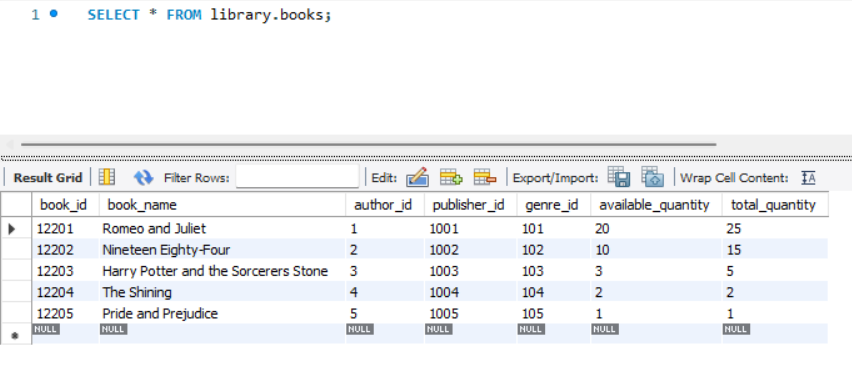 1 SELECT * FROM library.books;
Result Grid Filter Rows: Edit: Export/Import: Wrap Cell Content: IA
book_id book_name author_id publisher_id genre_id available_quantity total_quantity
12201 Romeo and Juliet 1 1001 101 20 25
12202 Nineteen Eighty-Four 2 1002 102 10 15
12203 Harry Potter and the Sorcerers Stone 3 1003 103 3 5
12204 The Shining 4 1004 104 2 2
12205 Pride and Prejudice 5 1005 105 1 1
NULL NULL NULL NULL NULL NULL NULL